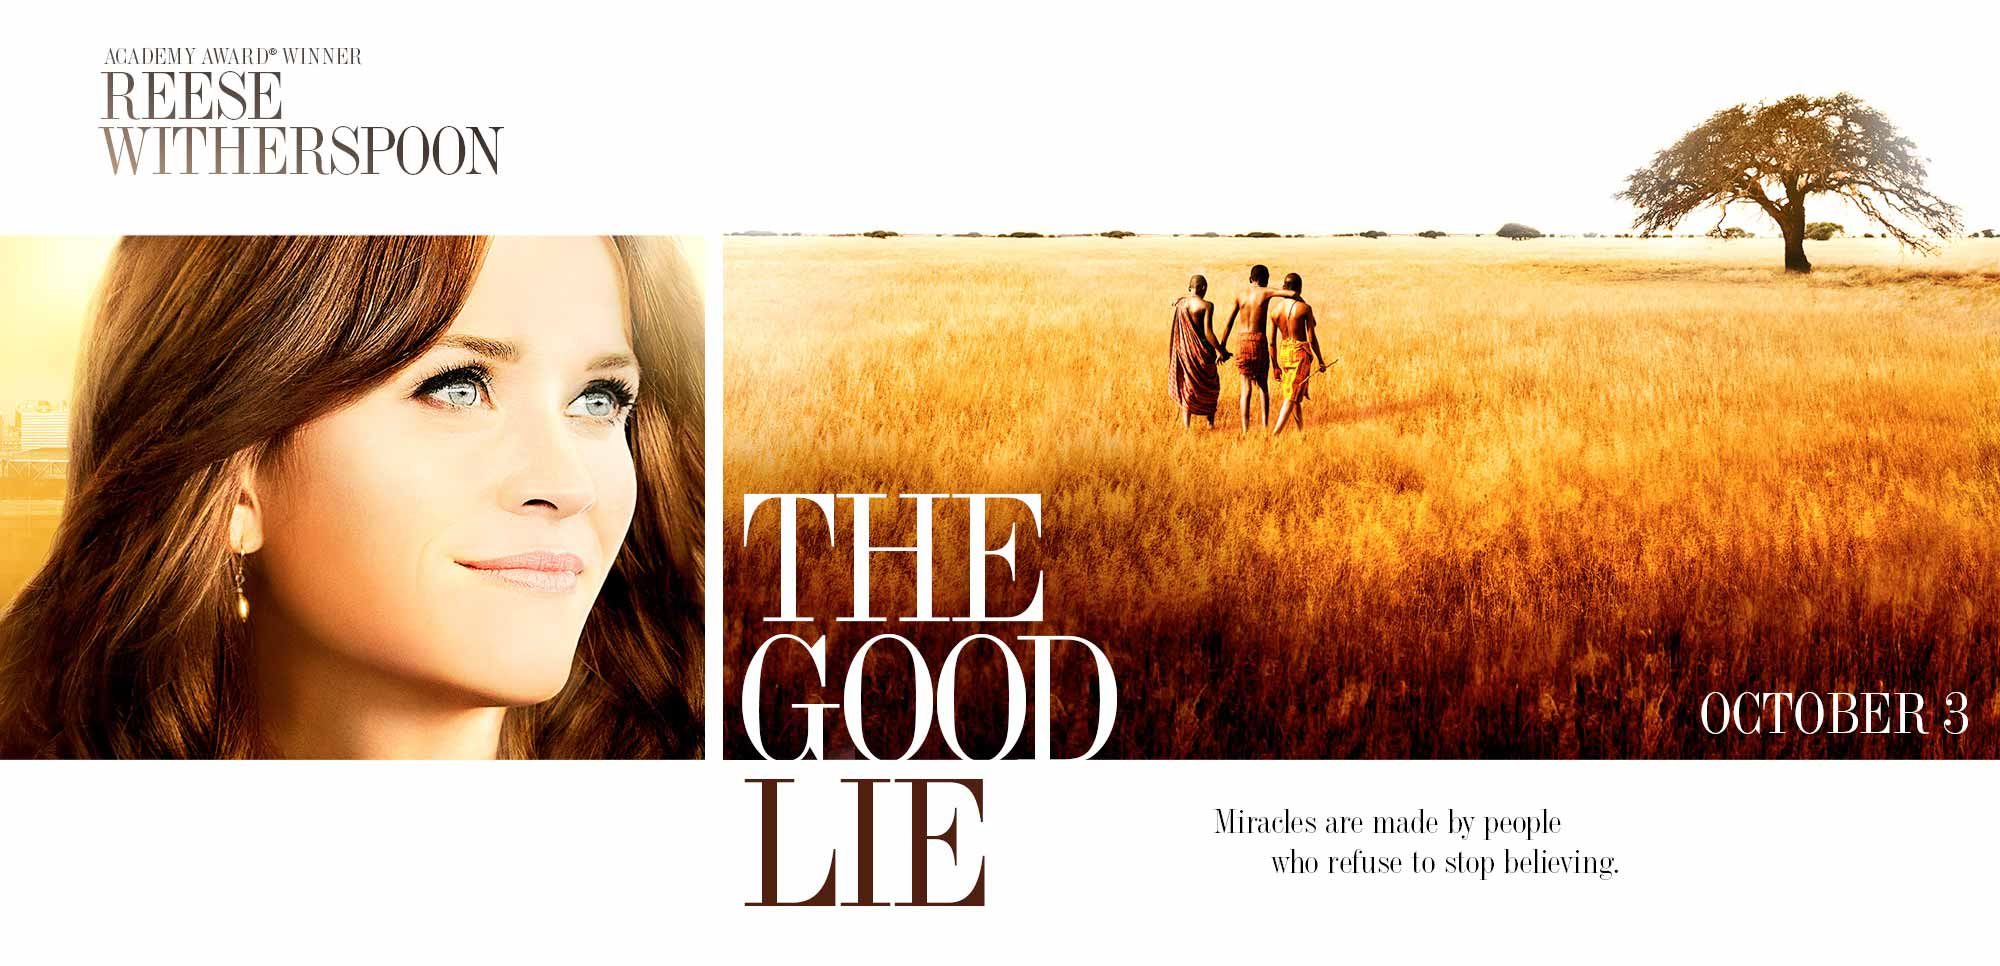 ACADEMY AWARD® WINNER
REESE
WITHERSPOON
THE
GOOD
LIE
OCTOBER 3
Miracles are made by people
who refuse to stop believing.